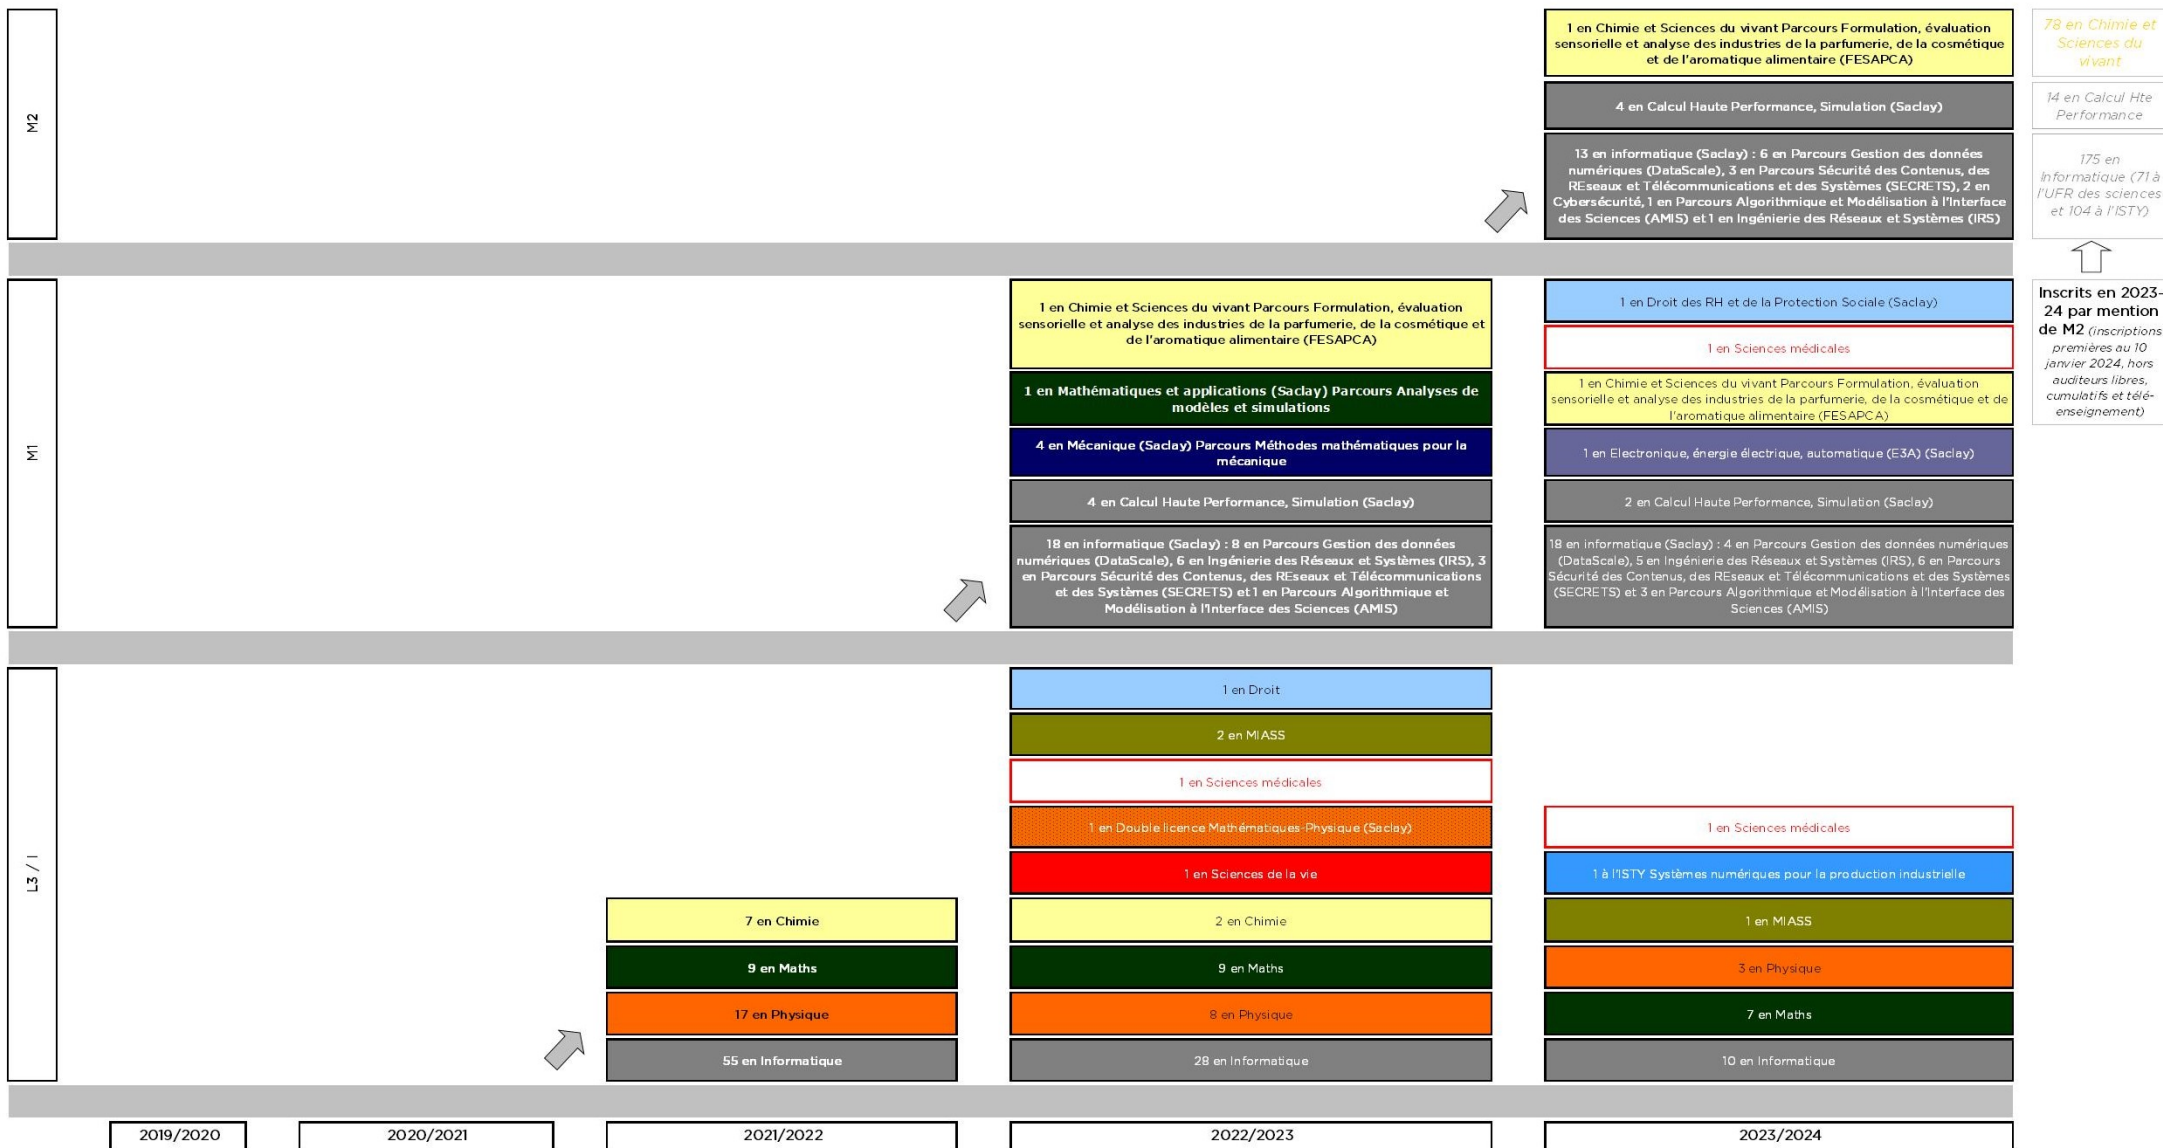 M2
1 en Chimie et Sciences du vivant Parcours Formulation, évaluation
sensorielle et analyse des industries de la parfumerie, de la cosmétique
et de l'aromatique alimentaire (FESAPCA)
4 en Calcul Haute Performance, Simulation (Saclay)
13 en informatique (Saclay) : 6 en Parcours Gestion des données
numériques (DataScale), 3 en Parcours Sécurité des Contenus, des
REseaux et Télécommunications et des Systèmes (SECRETS), 2 en
Cybersécurité, 1 en Parcours Algorithmique et Modélisation à l'Interface
des Sciences (AMIS) et 1 en Ingénierie des Réseaux et Systèmes (IRS)
78 en Chimie et
Sciences du
vivant
14 en Calcul Hte
Performance
175 en
Informatique (71 à
l'UFR des sciences
et 104 à l'ISTY)
Inscrits en 2023-
24 par mention
de M2 (inscriptions
premières au 10
janvier 2024, hors
auditeurs libres,
cumulatifs et télé-
enseignement)
M1
1 en Chimie et Sciences du vivant Parcours Formulation, évaluation
sensorielle et analyse des industries de la parfumerie, de la cosmétique et
de l'aromatique alimentaire (FESAPCA)
1 en Mathématiques et applications (Saclay) Parcours Analyses de
modèles et simulations
4 en Mécanique (Saclay) Parcours Méthodes mathématiques pour la
mécanique
4 en Calcul Haute Performance, Simulation (Saclay)
18 en informatique (Saclay) : 8 en Parcours Gestion des données
numériques (DataScale), 6 en Ingénierie des Réseaux et Systèmes (IRS), 3
en Parcours Sécurité des Contenus, des REseaux et Télécommunications
et des Systèmes (SECRETS) et 1 en Parcours Algorithmique et
Modélisation à l'Interface des Sciences (AMIS)
1 en Droit des RH et de la Protection Sociale (Saclay)
1 en Sciences médicales
1 en Chimie et Sciences du vivant Parcours Formulation, évaluation
sensorielle et analyse des industries de la parfumerie, de la cosmétique et de
l'aromatique alimentaire (FESAPCA)
1 en Electronique, énergie électrique, automatique (E3A) (Saclay)
2 en Calcul Haute Performance, Simulation (Saclay)
18 en informatique (Saclay) : 4 en Parcours Gestion des données numériques
(DataScale), 5 en Ingénierie des Réseaux et Systèmes (IRS), 6 en Parcours
Sécurité des Contenus, des REseaux et Télécommunications et des Systèmes
(SECRETS) et 3 en Parcours Algorithmique et Modélisation à l'Interface des
Sciences (AMIS)
L3 / I
7 en Chimie
9 en Maths
17 en Physique
55 en Informatique
1 en Droit
2 en MIASS
1 en Sciences médicales
1 en Double licence Mathématiques-Physique (Saclay)
1 en Sciences de la vie
2 en Chimie
9 en Maths
8 en Physique
28 en Informatique
1 en Sciences médicales
1 à l'ISTY Systèmes numériques pour la production industrielle
1 en MIASS
3 en Physique
7 en Maths
10 en Informatique
2019/2020
2020/2021
2021/2022
2022/2023
2023/2024